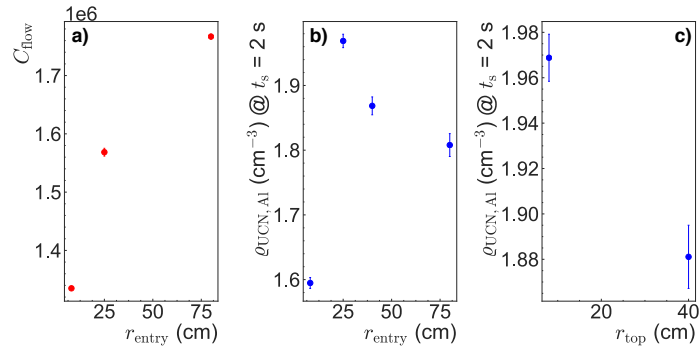 1e6
a)
C_flow
1.7
1.6
1.5
1.4
25
50
75
r_entry (cm)
b)
ϱ_UCN, Al (cm⁻³) @ t_s = 2 s
1.9
1.8
1.7
1.6
25
50
75
r_entry (cm)
c)
ϱ_UCN, Al (cm⁻³) @ t_s = 2 s
1.98
1.96
1.94
1.92
1.90
1.88
20
40
r_top (cm)